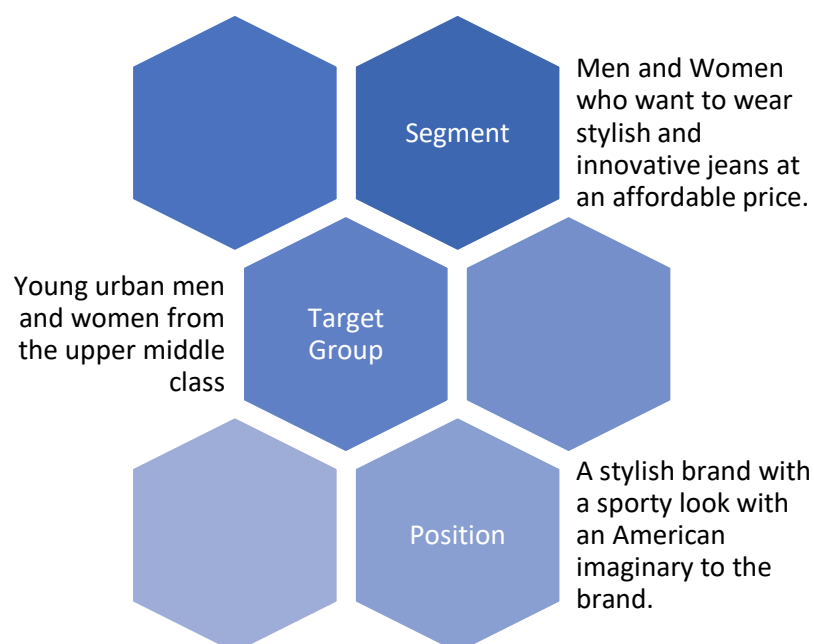 Segment
Men and Women
who want to wear
stylish and
innovative jeans at
an affordable price.
Young urban men
and women from
the upper middle
class
Target
Group
Position
A stylish brand with
a sporty look with
an American
imaginary to the
brand.